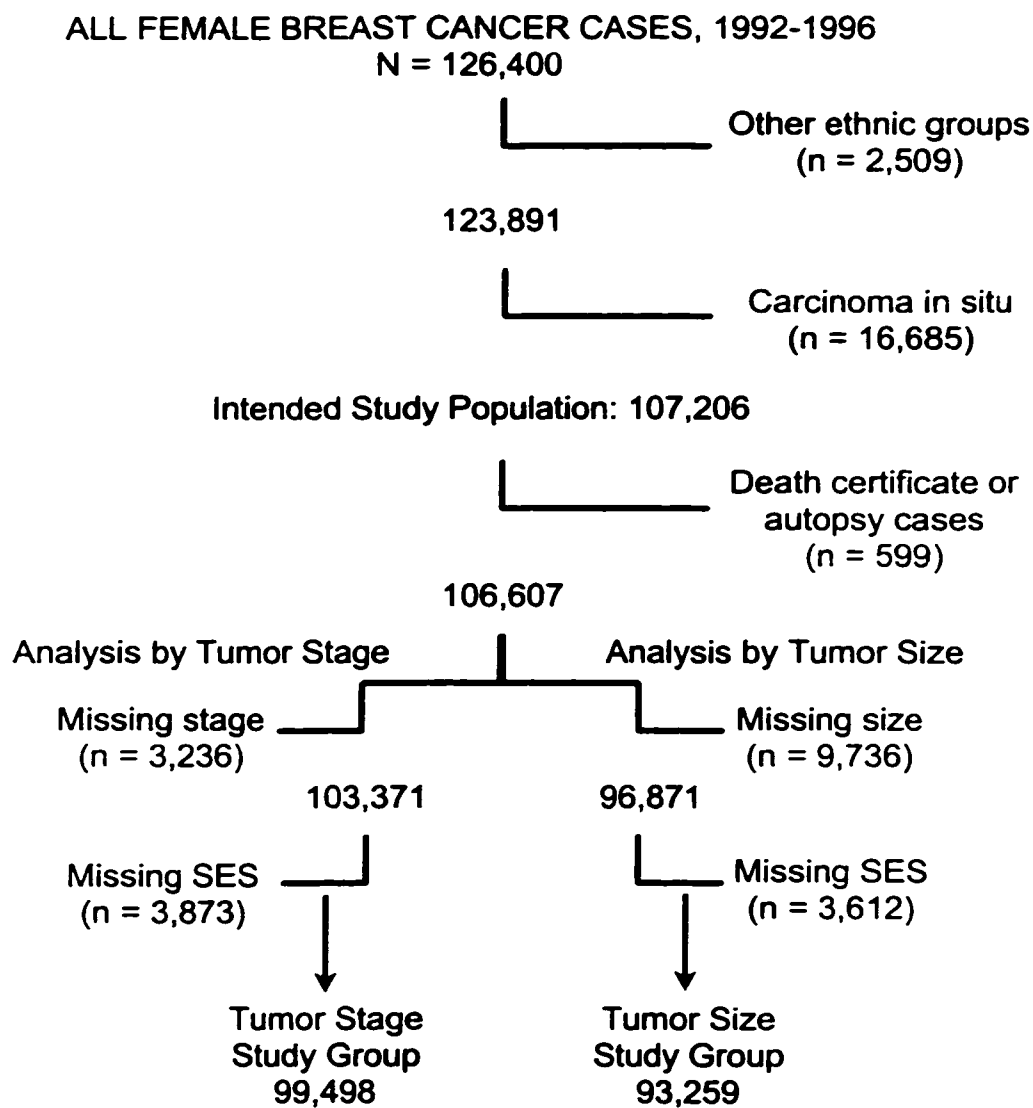 ALL FEMALE BREAST CANCER CASES, 1992-1996
N = 126,400
Other ethnic groups
(n = 2,509)
123,891
Carcinoma in situ
(n = 16,685)
Intended Study Population: 107,206
Death certificate or
autopsy cases
(n = 599)
106,607
Analysis by Tumor Stage
Analysis by Tumor Size
Missing stage
(n = 3,236)
Missing size
(n = 9,736)
103,371
96,871
Missing SES
(n = 3,873)
Missing SES
(n = 3,612)
Tumor Stage
Study Group
99,498
Tumor Size
Study Group
93,259